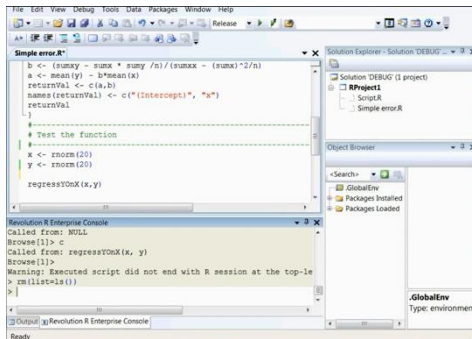 File Edit View Debug Tools Data Packages Window Help
Release
Simple error.R*
b <- (sumxy - sumx * sumy /n)/(sumxx - (sumx)^2/n)
a <- mean(y) - b*mean(x)
returnVal <- c(a,b)
names(returnVal) <- c("(Intercept)", "x")
returnVal
}
#
# Test the function
#
x <- rnorm(20)
y <- rnorm(20)
regressYOnX(x,y)
Revolution R Enterprise Console
Called from: NULL
Browse[1]> c
Called from: regressYOnX(x, y)
Browse[1]>
Warning: Executed script did not end with R session at the top-le
> rm(list=ls())
>
Output
Revolution R Enterprise Console
Ready
Solution Explorer - Solution 'DEBUG' ...
Solution 'DEBUG' (1 project)
RProject1
Script.R
Simple error.R
Object Browser
<Search>
.GlobalEnv
Packages Installed
Packages Loaded
.GlobalEnv
Type: environmen